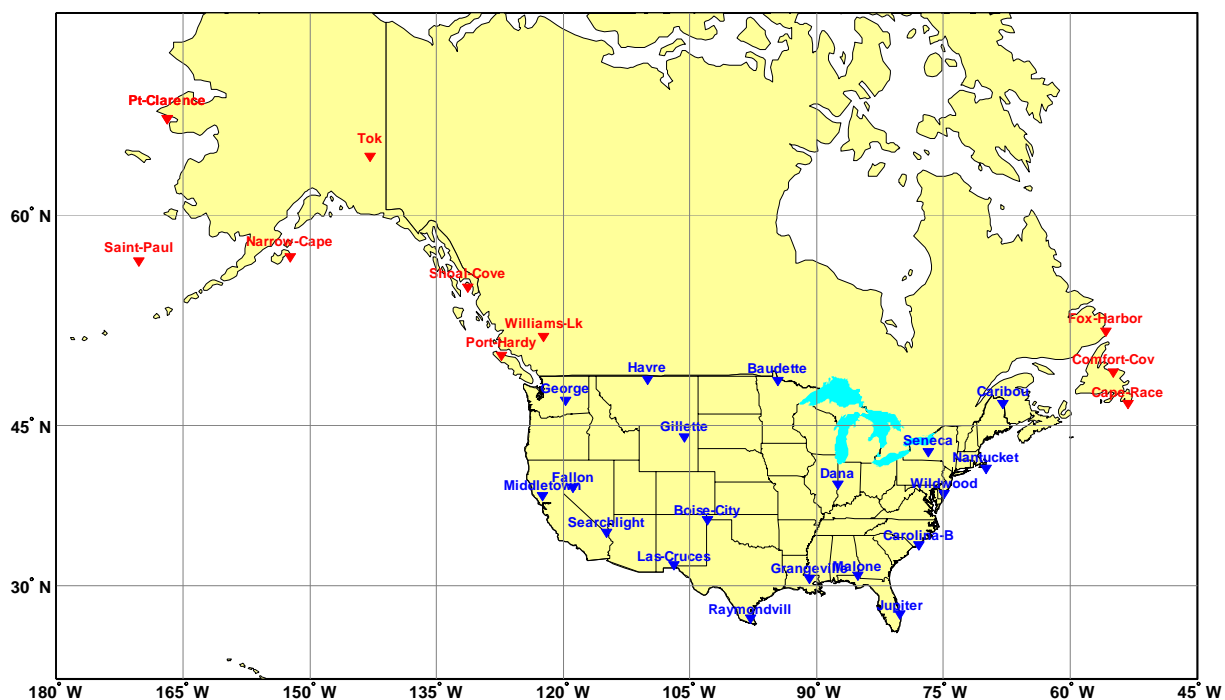 Pt-Clarence
Tok
60° N
Saint-Paul
Narrow-Cape
Shoal-Cove
Williams-Lk
Port-Hardy
Fox-Harbor
Comfort-Cov
Cape-Race
Havre
Baudette
George
Caribou
45° N
Gillette
Seneca
Nantucket
Dana
Fallon
Middletown
Wildwood
Boise-City
Searchlight
Carolina-B
Las-Cruces
Grangeville
Malone
30° N
Raymondvill
Jupiter
180° W
165° W
150° W
135° W
120° W
105° W
90° W
75° W
60° W
45° W